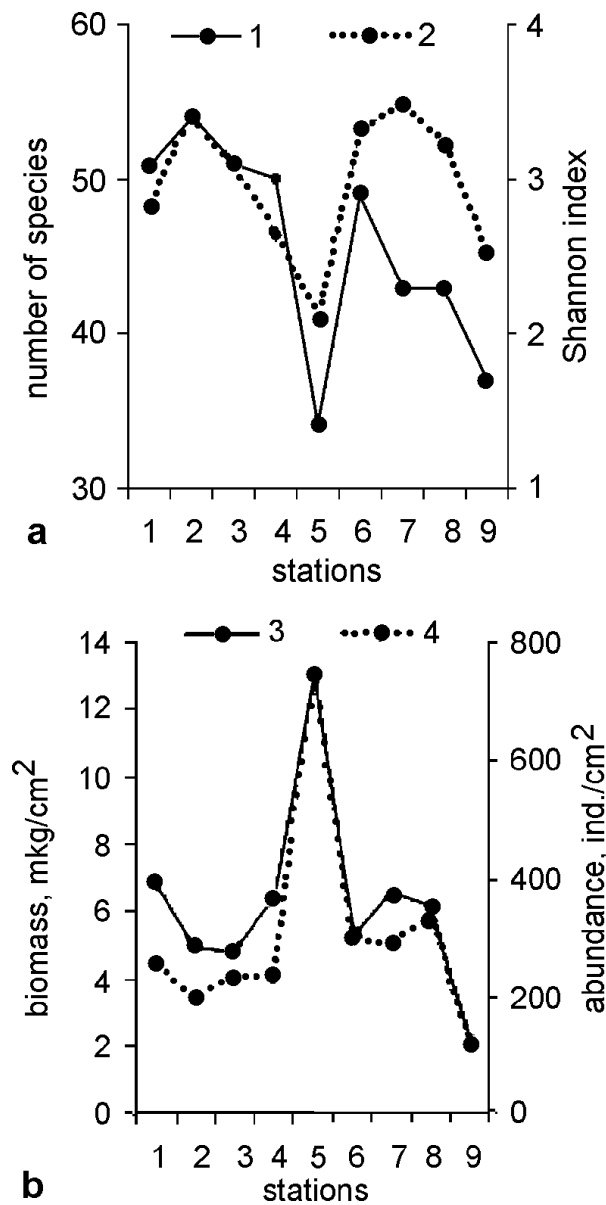 1 2
60
50
40
30
4
3
2
1
number of species
Shannon index
1 2 3 4 5 6 7 8 9
stations
a
3 4
14
12
10
8
6
4
2
0
800
600
400
200
0
biomass, mkg/cm²
abundance, ind./cm²
1 2 3 4 5 6 7 8 9
stations
b